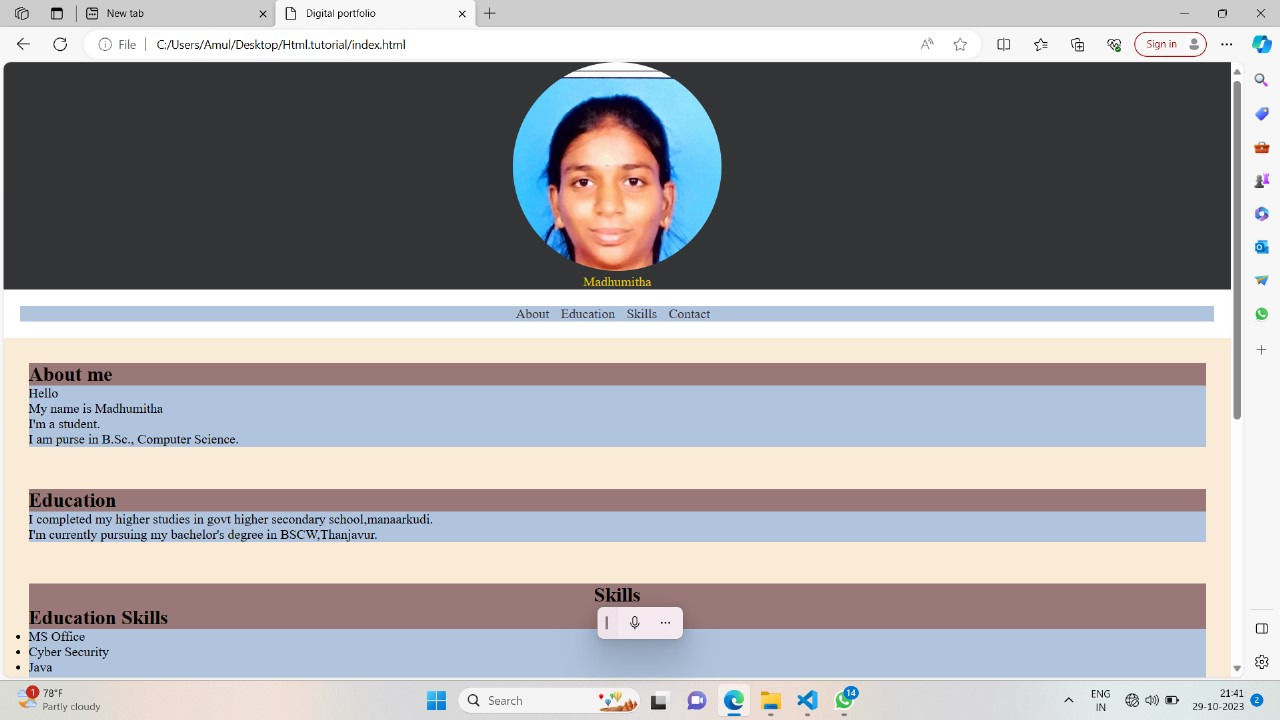 New tab
Digital portfolio
File
C:/Users/Amul/Desktop/Html.tutorial/index.html
Sign in
Madhumitha
About Education Skills Contact
About me
Hello
My name is Madhumitha
I'm a student.
I am purse in B.Sc., Computer Science.
Education
I completed my higher studies in govt higher secondary school,manaarkudi.
I'm currently pursuing my bachelor's degree in BSCW,Thanjavur.
Skills
Education Skills
MS Office
Cyber Security
Java
1
78°F
Partly cloudy
Search
14
ENG
IN
21:41
29-10-2023
2